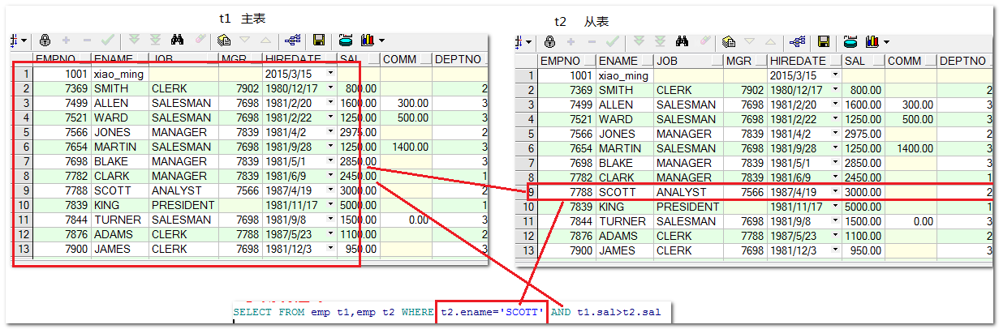 t1 主表
t2 从表
EMPNO ENAME JOB MGR HIREDATE SAL COMM DEPTNO
1 1001 xiao_ming 2015/3/15
2 7369 SMITH CLERK 7902 1980/12/17 800.00 2
3 7499 ALLEN SALESMAN 7698 1981/2/20 1600.00 300.00 3
4 7521 WARD SALESMAN 7698 1981/2/22 1250.00 500.00 3
5 7566 JONES MANAGER 7839 1981/4/2 2975.00 2
6 7654 MARTIN SALESMAN 7698 1981/9/28 1250.00 1400.00 3
7 7698 BLAKE MANAGER 7839 1981/5/1 2850.00 3
8 7782 CLARK MANAGER 7839 1981/6/9 2450.00 1
9 7788 SCOTT ANALYST 7566 1987/4/19 3000.00 2
10 7839 KING PRESIDENT 1981/11/17 5000.00 1
11 7844 TURNER SALESMAN 7698 1981/9/8 1500.00 0.00 3
12 7876 ADAMS CLERK 7788 1987/5/23 1100.00 2
13 7900 JAMES CLERK 7698 1981/12/3 950.00 3
EMPNO ENAME JOB MGR HIREDATE SAL COMM DEPTNO
1 1001 xiao_ming 2015/3/15
2 7369 SMITH CLERK 7902 1980/12/17 800.00 2
3 7499 ALLEN SALESMAN 7698 1981/2/20 1600.00 300.00 3
4 7521 WARD SALESMAN 7698 1981/2/22 1250.00 500.00 3
5 7566 JONES MANAGER 7839 1981/4/2 2975.00 2
6 7654 MARTIN SALESMAN 7698 1981/9/28 1250.00 1400.00 3
7 7698 BLAKE MANAGER 7839 1981/5/1 2850.00 3
8 7782 CLARK MANAGER 7839 1981/6/9 2450.00 1
9 7788 SCOTT ANALYST 7566 1987/4/19 3000.00 2
10 7839 KING PRESIDENT 1981/11/17 5000.00 1
11 7844 TURNER SALESMAN 7698 1981/9/8 1500.00 0.00 3
12 7876 ADAMS CLERK 7788 1987/5/23 1100.00 2
13 7900 JAMES CLERK 7698 1981/12/3 950.00 3
SELECT FROM emp t1,emp t2 WHERE t2.ename='SCOTT' AND t1.sal>t2.sal